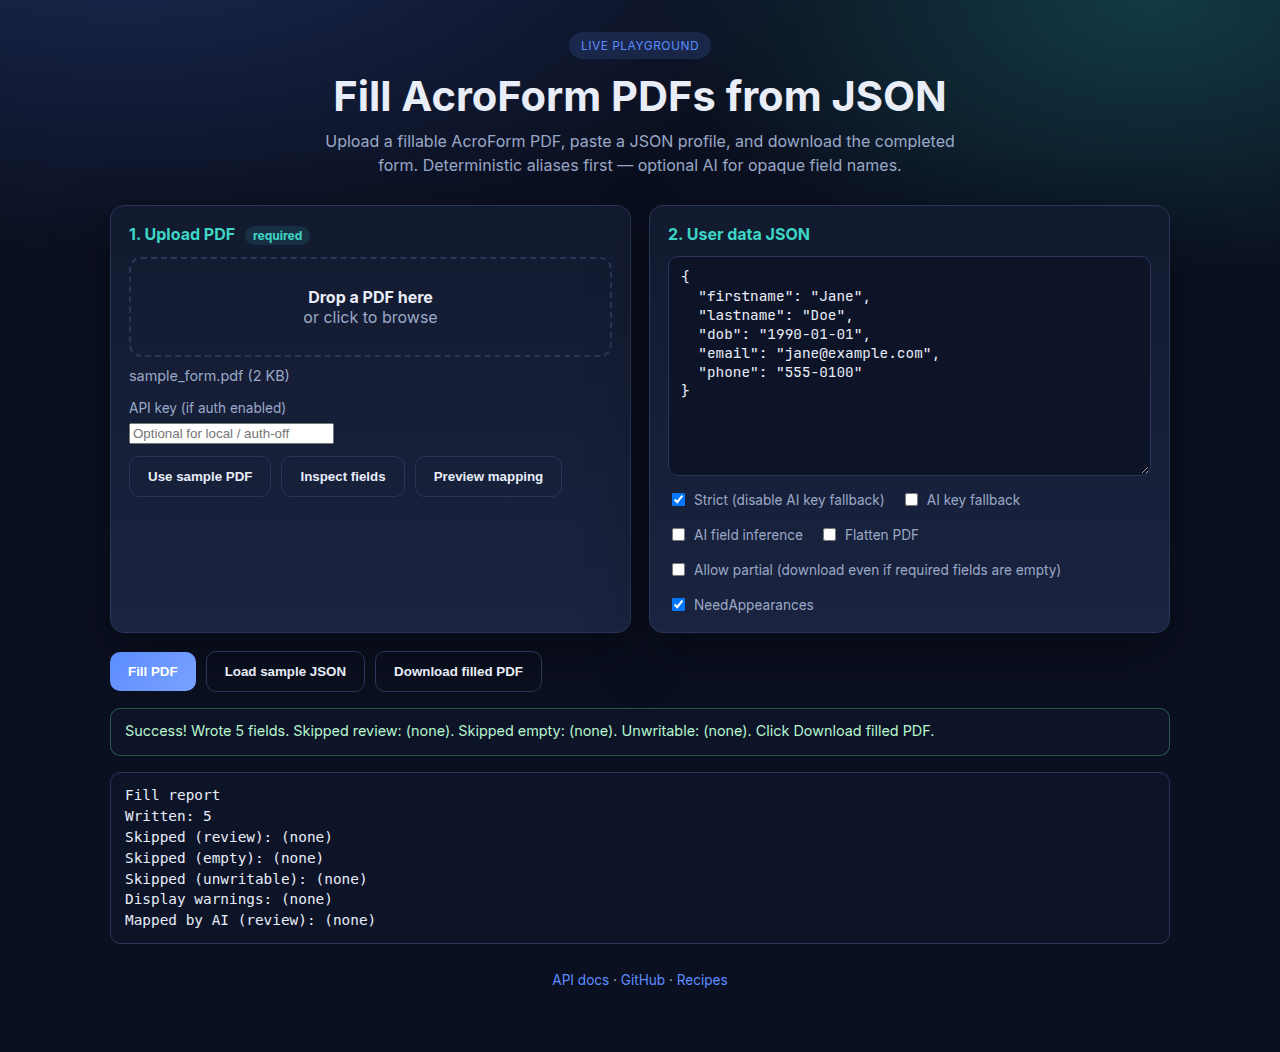 LIVE PLAYGROUND
Fill AcroForm PDFs from JSON
Upload a fillable AcroForm PDF, paste a JSON profile, and download the completed
form. Deterministic aliases first — optional AI for opaque field names.
1. Upload PDF required
Drop a PDF here
or click to browse
sample_form.pdf (2 KB)
API key (if auth enabled)
Optional for local / auth-off
Use sample PDF Inspect fields Preview mapping
2. User data JSON
{
  "firstname": "Jane",
  "lastname": "Doe",
  "dob": "1990-01-01",
  "email": "jane@example.com",
  "phone": "555-0100"
}
Strict (disable AI key fallback) AI key fallback
AI field inference Flatten PDF
Allow partial (download even if required fields are empty)
NeedAppearances
Fill PDF Load sample JSON Download filled PDF
Success! Wrote 5 fields. Skipped review: (none). Skipped empty: (none). Unwritable: (none). Click Download filled PDF.
Fill report
Written: 5
Skipped (review): (none)
Skipped (empty): (none)
Skipped (unwritable): (none)
Display warnings: (none)
Mapped by AI (review): (none)
API docs · GitHub · Recipes